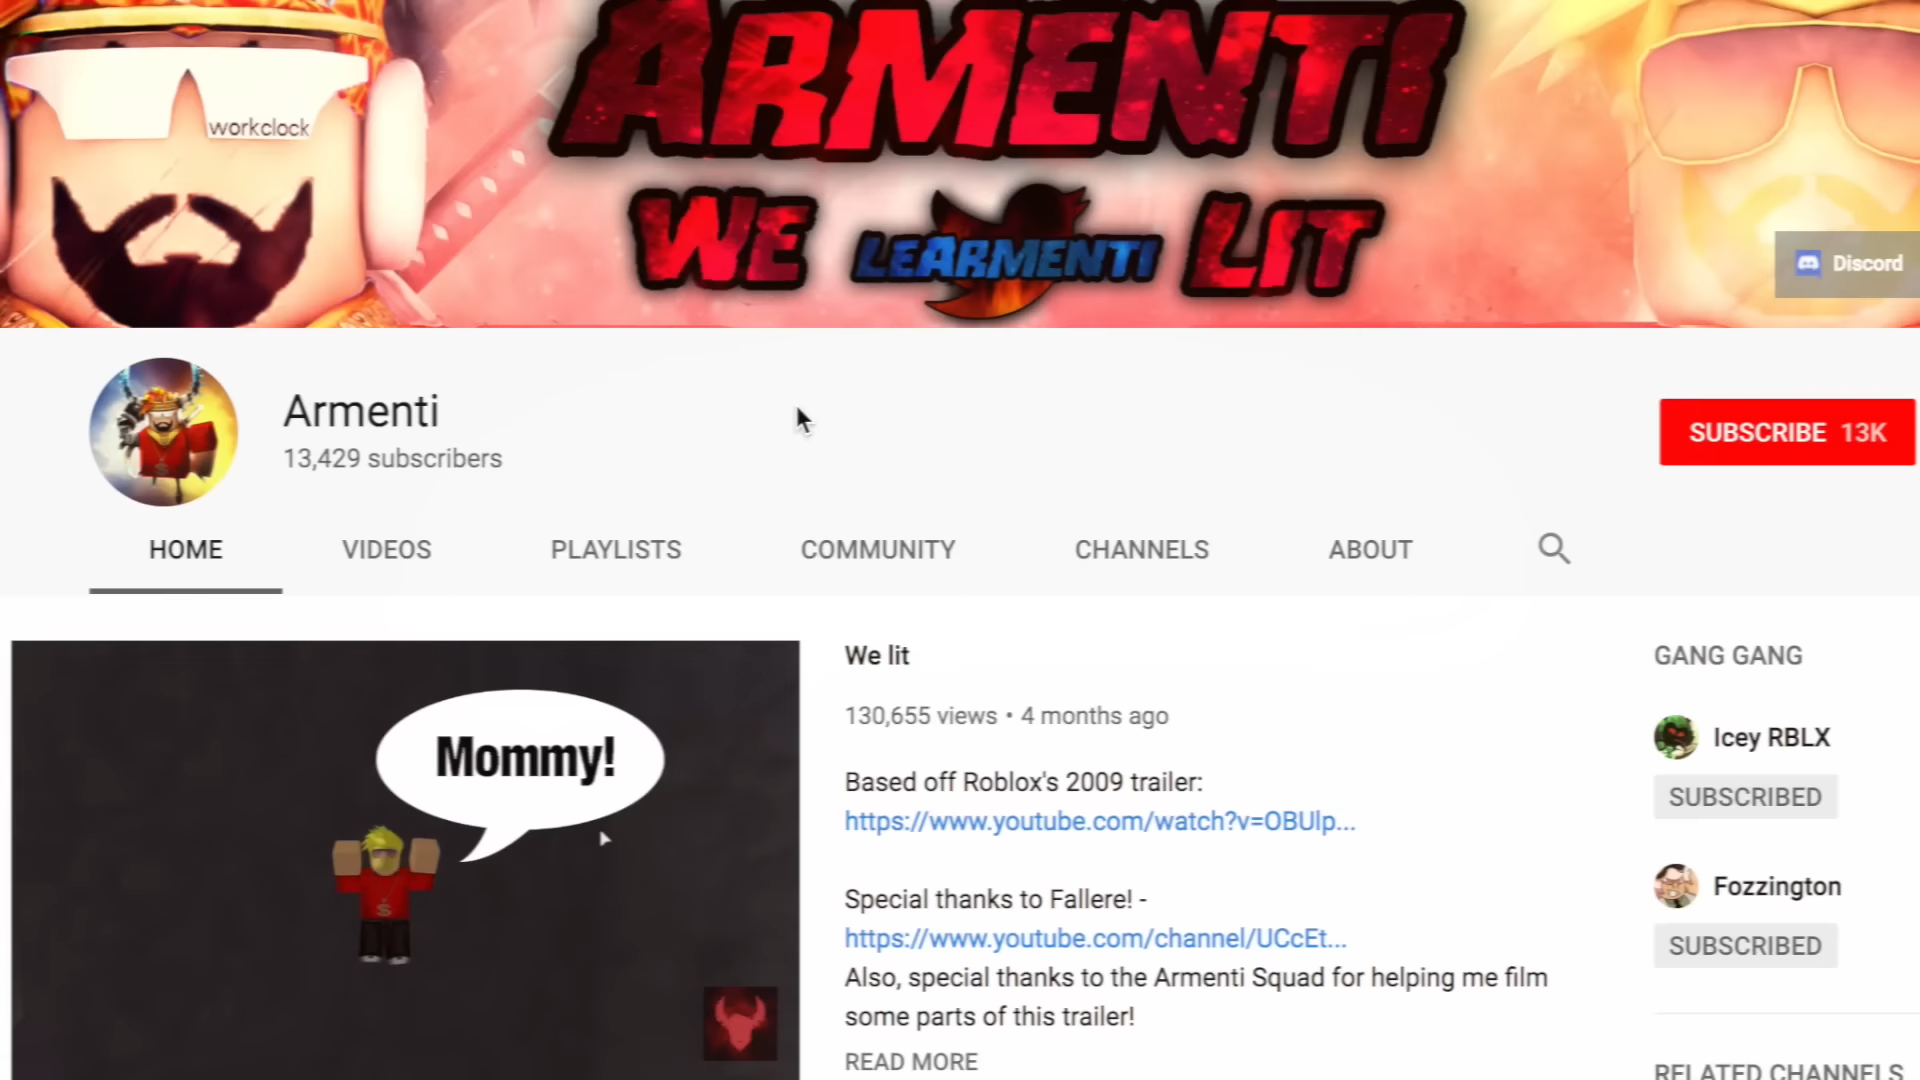 ARMENTI
workclock
WE LEARMENTI LIT
Discord
Armenti
13,429 subscribers
SUBSCRIBE 13K
HOME VIDEOS PLAYLISTS COMMUNITY CHANNELS ABOUT
Mommy!
We lit
130,655 views • 4 months ago
Based off Roblox's 2009 trailer:
https://www.youtube.com/watch?v=OBUlp...
Special thanks to Fallere! -
https://www.youtube.com/channel/UCcEt...
Also, special thanks to the Armenti Squad for helping me film
some parts of this trailer!
READ MORE
GANG GANG
Icey RBLX
SUBSCRIBED
Fozzington
SUBSCRIBED
RELATED CHANNELS